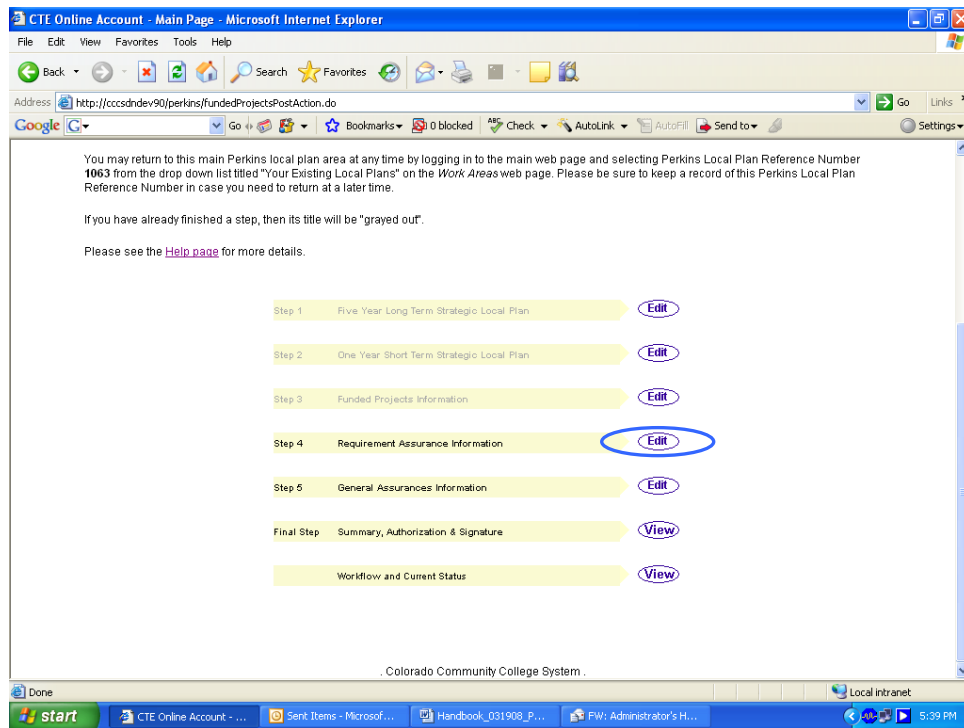 CTE Online Account - Main Page - Microsoft Internet Explorer
File Edit View Favorites Tools Help
Back Search Favorites
Address http://cccsdndev90/perkins/fundedProjectsPostAction.do Go Links
Google G Go Bookmarks 0 blocked ABC Check AutoLink AutoFill Send to Settings
You may return to this main Perkins local plan area at any time by logging in to the main web page and selecting Perkins Local Plan Reference Number
1063 from the drop down list titled "Your Existing Local Plans" on the Work Areas web page. Please be sure to keep a record of this Perkins Local Plan
Reference Number in case you need to return at a later time.
If you have already finished a step, then its title will be "grayed out".
Please see the Help page for more details.
Step 1 Five Year Long Term Strategic Local Plan Edit
Step 2 One Year Short Term Strategic Local Plan Edit
Step 3 Funded Projects Information Edit
Step 4 Requirement Assurance Information Edit
Step 5 General Assurances Information Edit
Final Step Summary, Authorization & Signature View
Workflow and Current Status View
. Colorado Community College System .
Done Local intranet
start CTE Online Account - ... Sent Items - Microsof... Handbook_031908_P... FW: Administrator's H... 5:39 PM